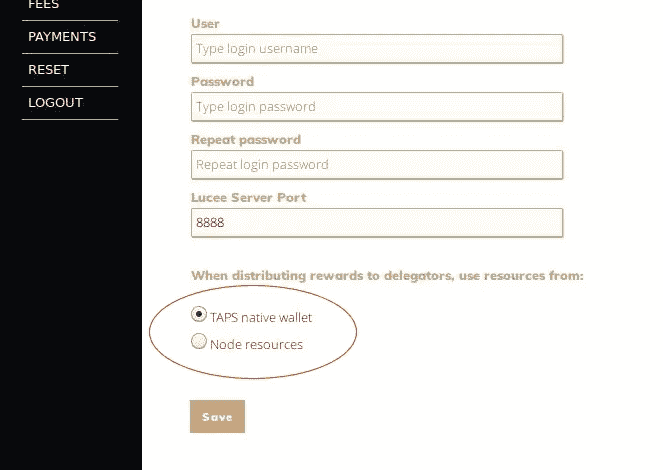 FEES
PAYMENTS
RESET
LOGOUT
User
Type login username
Password
Type login password
Repeat password
Repeat login password
Lucee Server Port
8888
When distributing rewards to delegators, use resources from:
TAPS native wallet
Node resources
Save